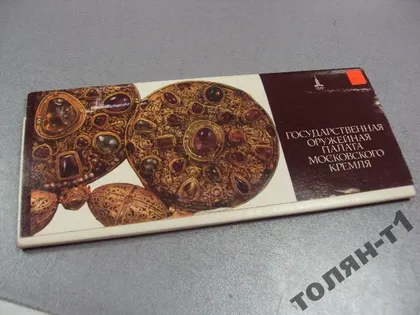 ГОСУДАРСТВЕННАЯ
ОРУЖЕЙНАЯ
ПАЛАТА
МОСКОВСКОГО
КРЕМЛЯ
ТОЛЯН-Т1